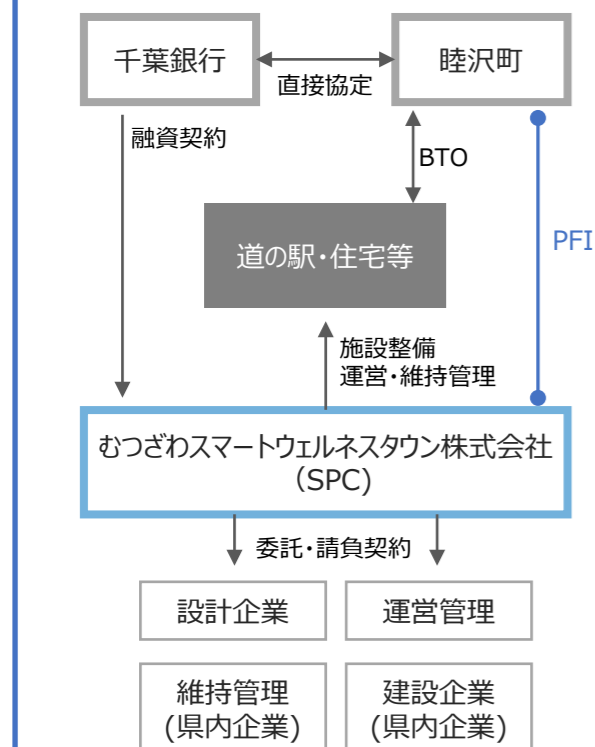 千葉銀行
睦沢町
直接協定
融資契約
BTO
道の駅・住宅等
PFI
施設整備
運営・維持管理
むつざわスマートウェルネスタウン株式会社
（SPC)
委託・請負契約
設計企業
運営管理
維持管理
(県内企業)
建設企業
(県内企業)